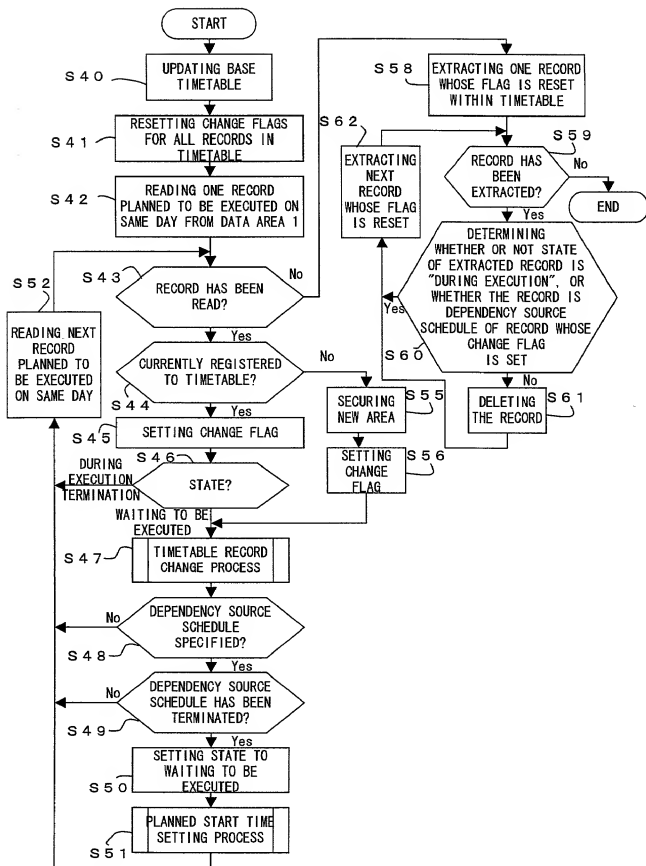 START
S40
UPDATING BASE
TIMETABLE
S41
RESETTING CHANGE FLAGS
FOR ALL RECORDS IN
TIMETABLE
S42
READING ONE RECORD
PLANNED TO BE EXECUTED ON
SAME DAY FROM DATA AREA 1
S52
READING NEXT
RECORD
PLANNED TO
BE EXECUTED
ON SAME DAY
S43
RECORD HAS BEEN
READ?
No
Yes
CURRENTLY REGISTERED
TO TIMETABLE?
No
S44
Yes
S45
SETTING CHANGE FLAG
S46
DURING
EXECUTION
TERMINATION
STATE?
WAITING TO BE
EXECUTED
SECURING
NEW AREA
S55
SETTING
CHANGE
FLAG
S56
S47
TIMETABLE RECORD
CHANGE PROCESS
No
DEPENDENCY SOURCE
SCHEDULE
SPECIFIED?
S48
Yes
No
DEPENDENCY SOURCE
SCHEDULE HAS BEEN
TERMINATED?
S49
Yes
SETTING STATE TO
WAITING TO BE
EXECUTED
S50
PLANNED START TIME
SETTING PROCESS
S51
S58
EXTRACTING ONE RECORD
WHOSE FLAG IS RESET
WITHIN TIMETABLE
S62
EXTRACTING
NEXT
RECORD
WHOSE FLAG
IS RESET
S59
RECORD HAS
BEEN
EXTRACTED?
No
END
Yes
DETERMINING
WHETHER OR NOT STATE
OF EXTRACTED RECORD IS
"DURING EXECUTION", OR
WHETHER THE RECORD IS
DEPENDENCY SOURCE
SCHEDULE OF RECORD WHOSE
CHANGE FLAG
IS SET
Yes
S60
No
DELETING
THE RECORD
S61